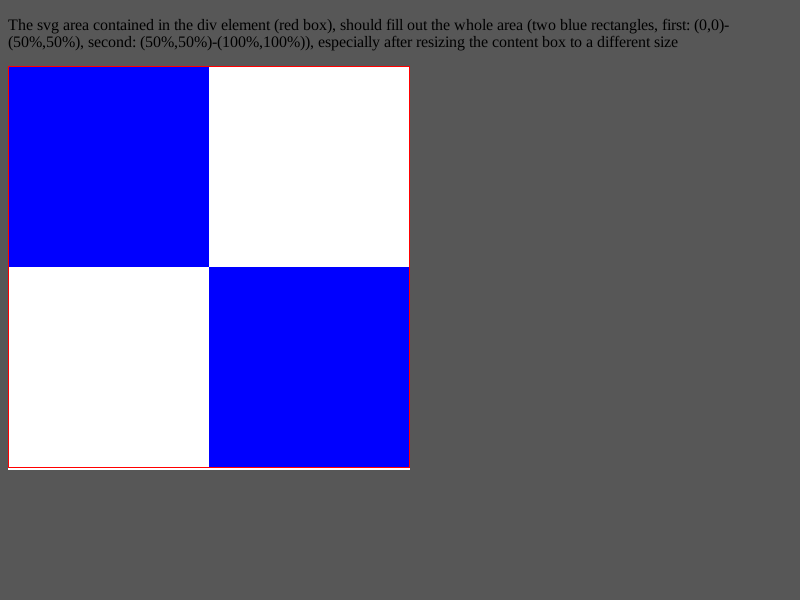 The svg area contained in the div element (red box), should fill out the whole area (two blue rectangles, first: (0,0)-
(50%,50%), second: (50%,50%)-(100%,100%)), especially after resizing the content box to a different size